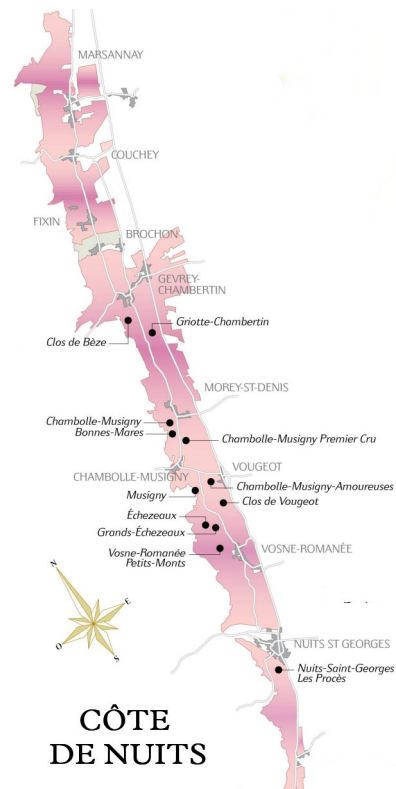 MARSANNAY
COUCHEY
FIXIN
BROCHON
GEVREY-
CHAMBERTIN
Griotte-Chambertin
Clos de Bèze
MOREY-ST-DENIS
Chambolle-Musigny
Bonnes-Mares
Chambolle-Musigny Premier Cru
CHAMBOLLE-MUSIGNY
VOUGEOT
Chambolle-Musigny-Amoureuses
Musigny
Clos de Vougeot
Échezeaux
Grands-Échezeaux
Vosne-Romanée
Petits-Monts
VOSNE-ROMANÉE
N
E
O
S
NUITS ST GEORGES
Nuits-Saint-Georges
Les Procès
CÔTE
DE NUITS